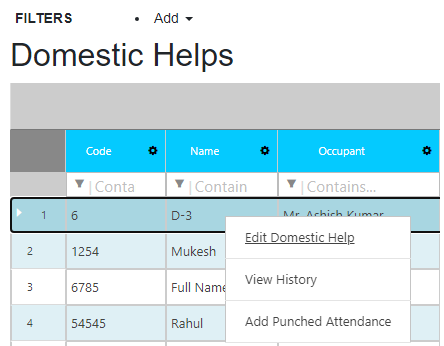 FILTERS • Add
Domestic Helps
Code Name Occupant
Conta Contain Contains...
1 6 D-3 Mr. Ashish Kumar
Edit Domestic Help
2 1254 Mukesh
View History
3 6785 Full Name
Add Punched Attendance
4 54545 Rahul